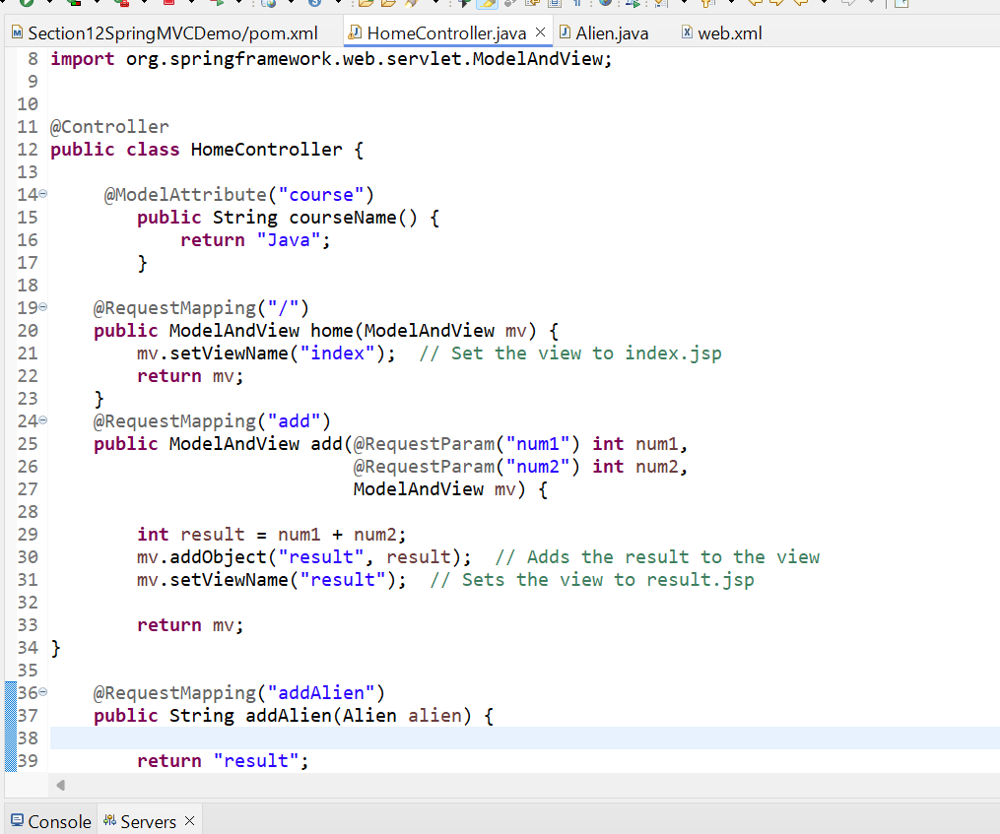 Section12SpringMVCDemo/pom.xml HomeController.java Alien.java web.xml
8 import org.springframework.web.servlet.ModelAndView;
9
10
11 @Controller
12 public class HomeController {
13
14 @ModelAttribute("course")
15 public String courseName() {
16 return "Java";
17 }
18
19 @RequestMapping("/")
20 public ModelAndView home(ModelAndView mv) {
21 mv.setViewName("index");  // Set the view to index.jsp
22 return mv;
23 }
24 @RequestMapping("add")
25 public ModelAndView add(@RequestParam("num1") int num1,
26 @RequestParam("num2") int num2,
27 ModelAndView mv) {
28
29 int result = num1 + num2;
30 mv.addObject("result", result);  // Adds the result to the view
31 mv.setViewName("result");  // Sets the view to result.jsp
32
33 return mv;
34 }
35
36 @RequestMapping("addAlien")
37 public String addAlien(Alien alien) {
38
39 return "result";
Console Servers